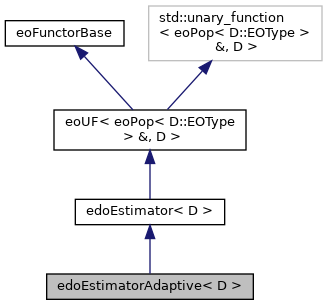 eoFunctorBase
std::unary_function
< eoPop< D::EOType >
&, D >
eoUF< eoPop< D::EOType
> &, D >
edoEstimator< D >
edoEstimatorAdaptive< D >